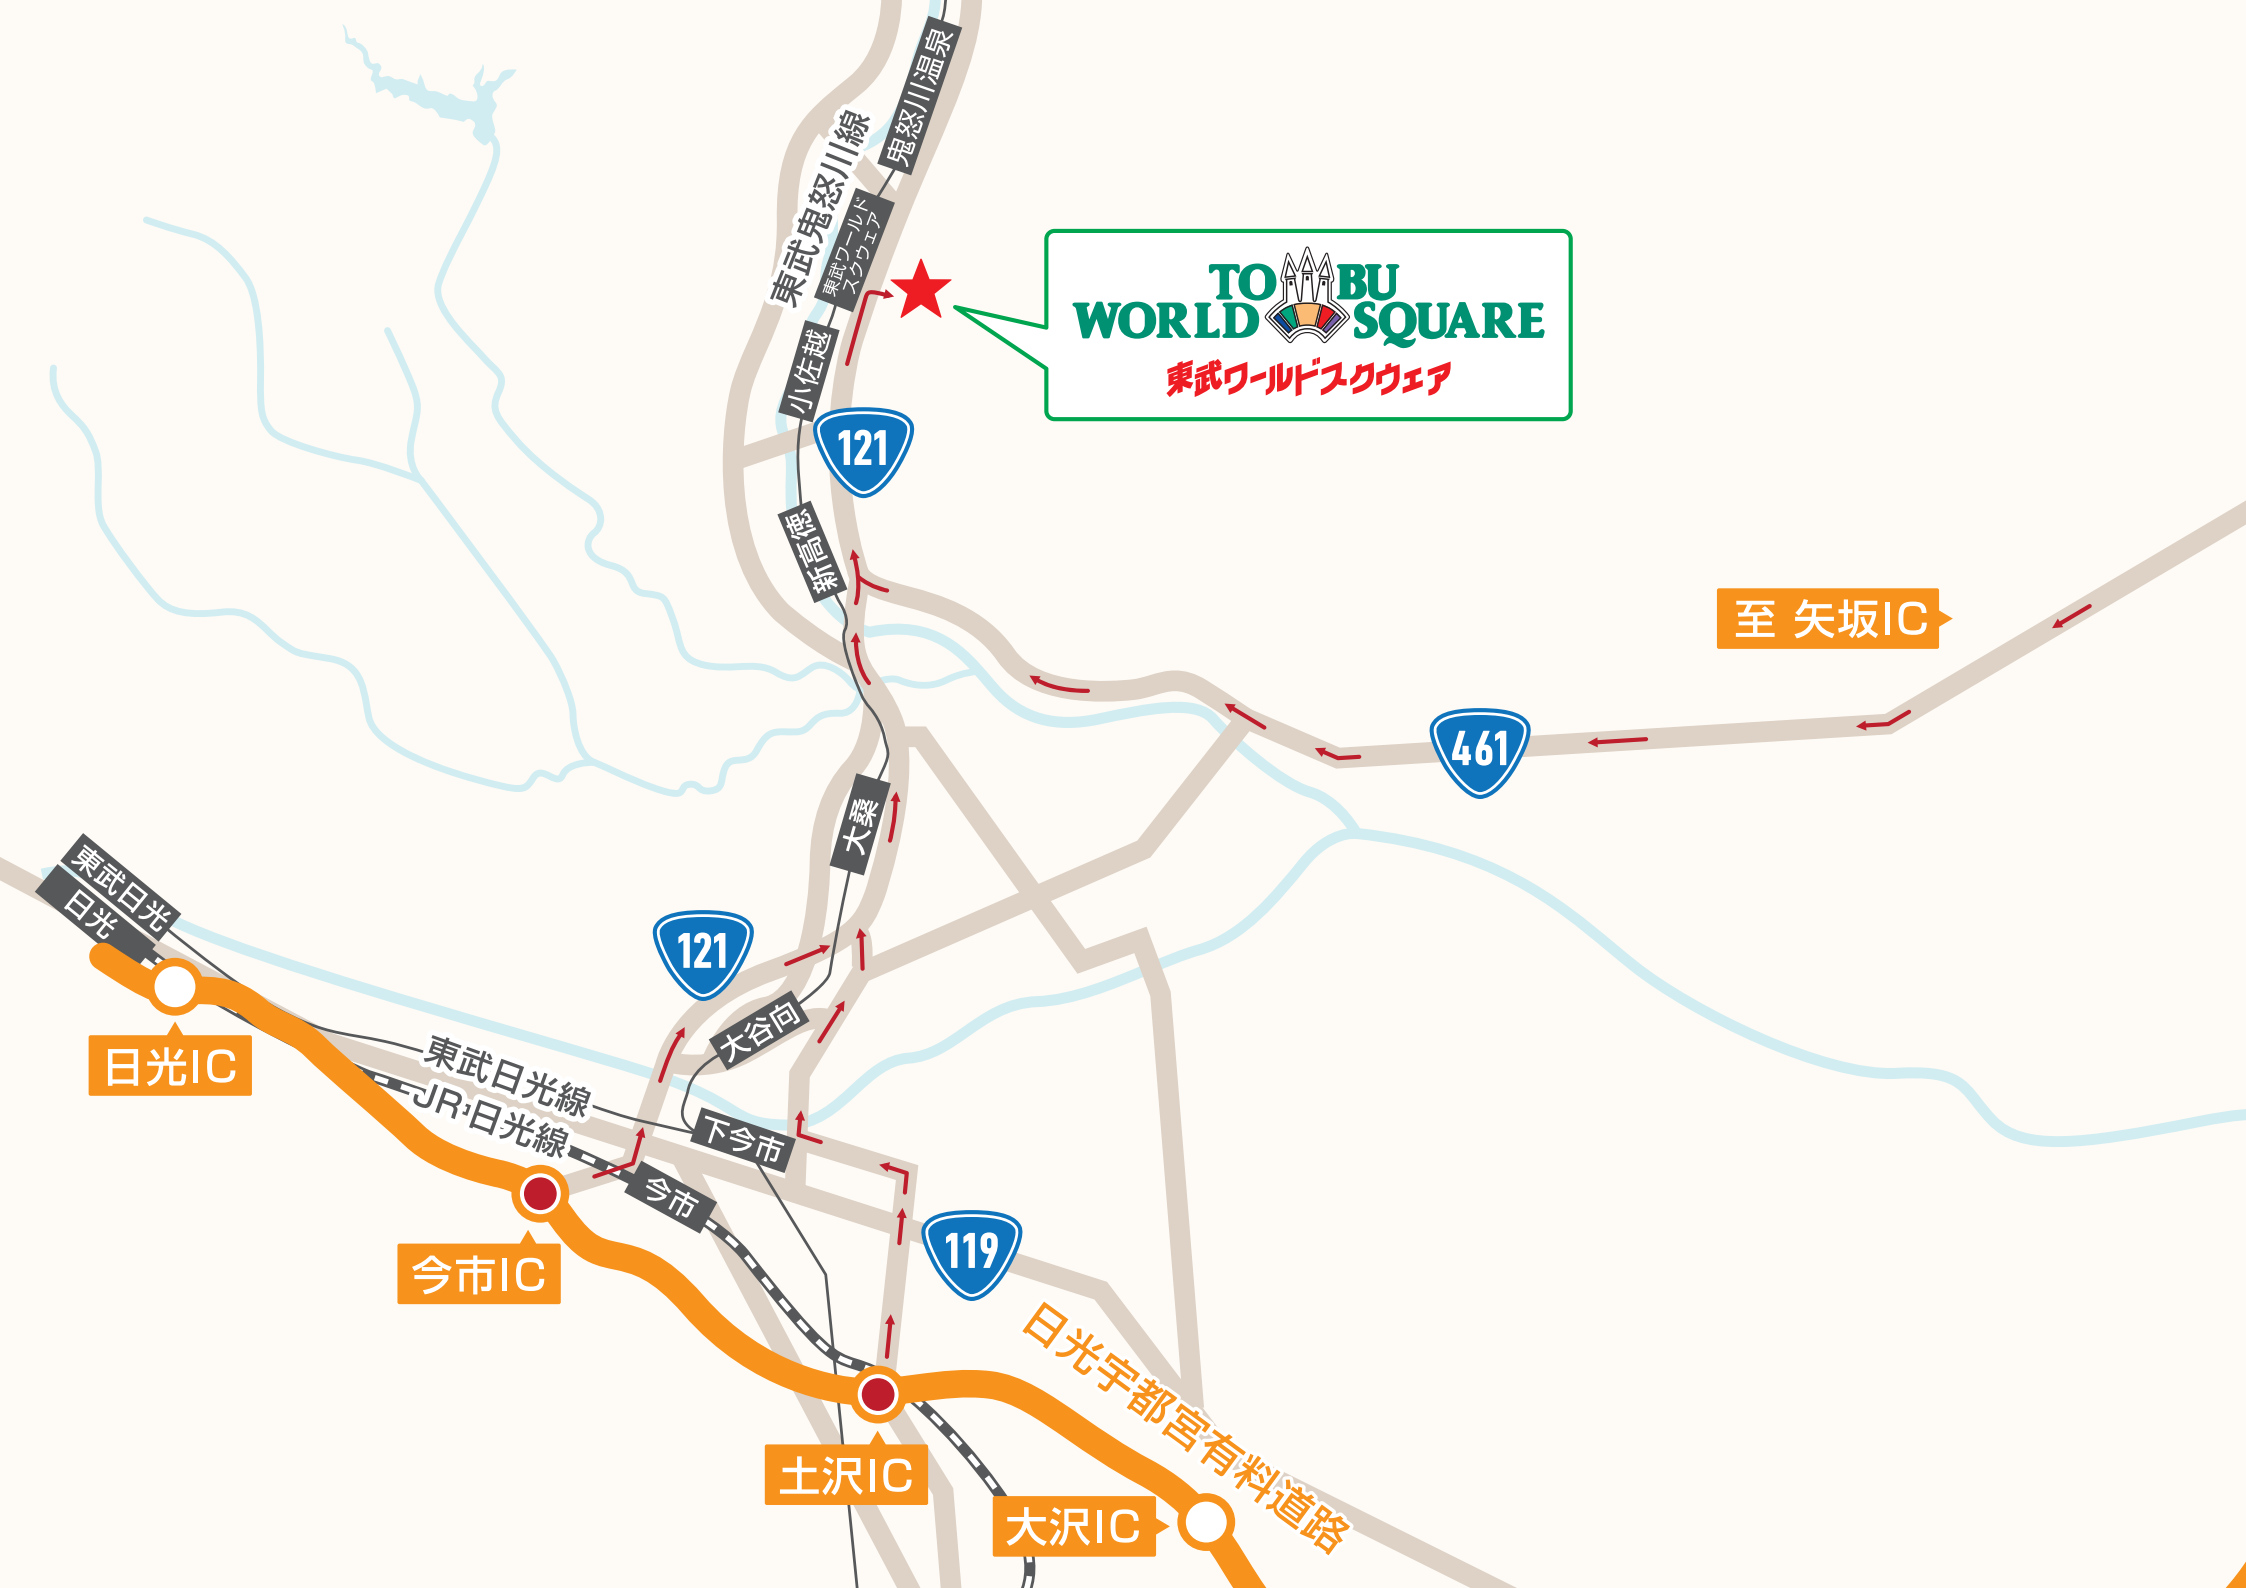 鬼怒川温泉
東武鬼怒川線
東武ワールド
スクウェア
TOBU
WORLD SQUARE
東武ワールドスクウェア
小佐越
121
新高徳
至 矢坂IC
461
大桑
東武日光
日光
121
大谷向
日光IC
東武日光線
JR日光線
下今市
今市
今市IC
119
日光宇都宮有料道路
土沢IC
大沢IC